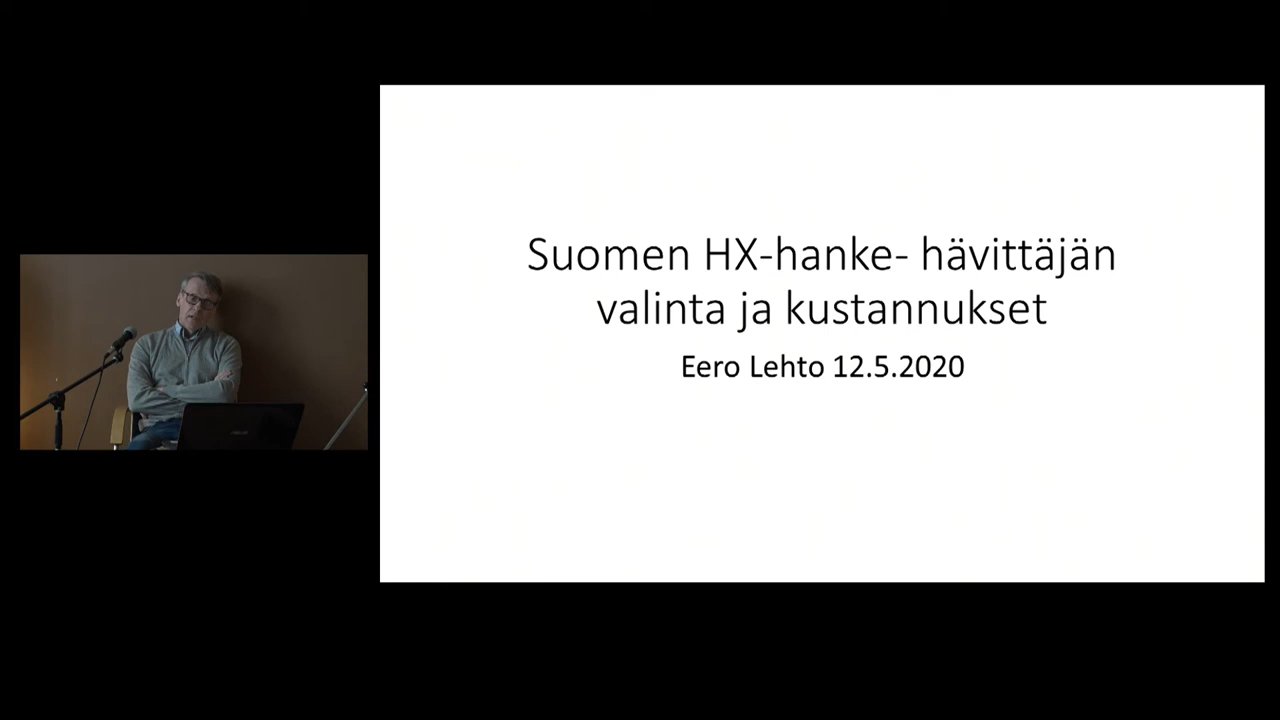 Suomen HX-hanke- hävittäjän
valinta ja kustannukset
Eero Lehto 12.5.2020